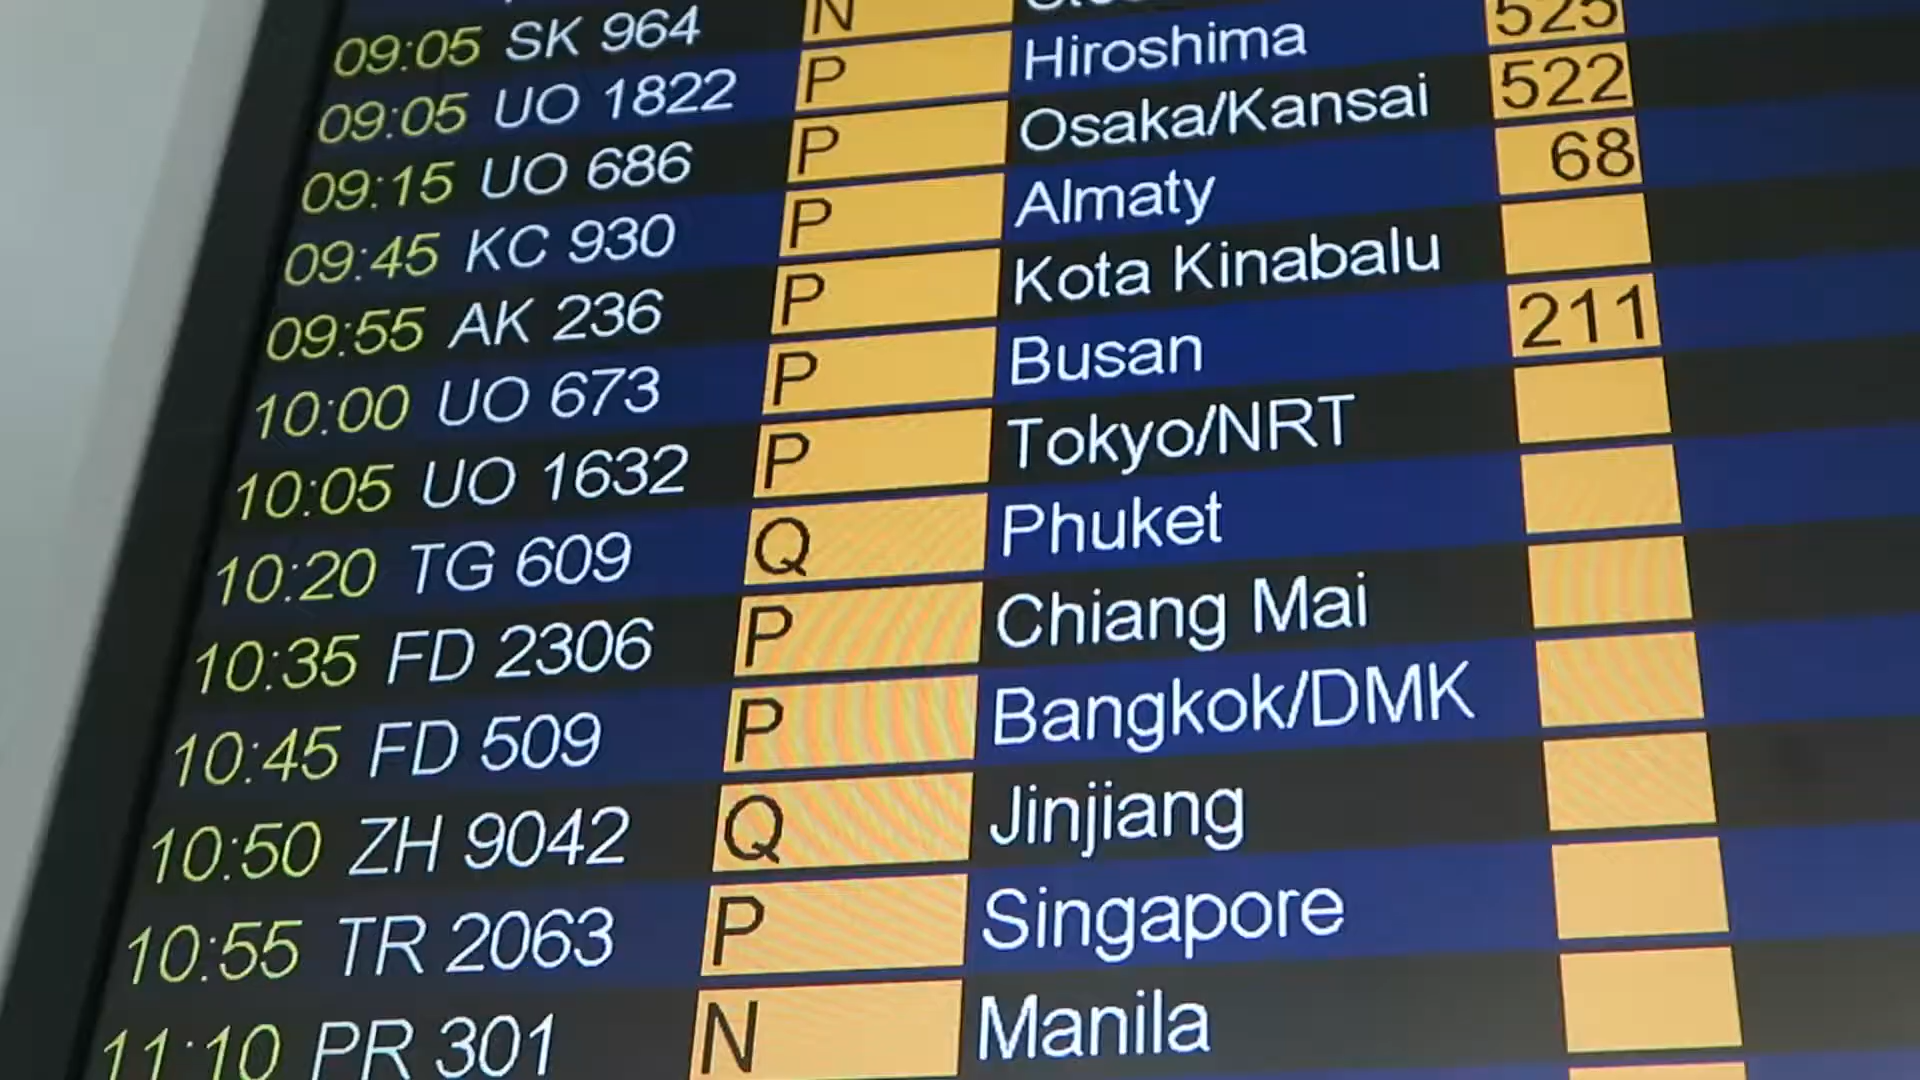 09:05 SK 964 N
09:05 UO 1822 P Hiroshima 525
09:15 UO 686 P Osaka/Kansai 522
09:45 KC 930 P Almaty 68
09:55 AK 236 P Kota Kinabalu
10:00 UO 673 P Busan 211
10:05 UO 1632 P Tokyo/NRT
10:20 TG 609 Q Phuket
10:35 FD 2306 P Chiang Mai
10:45 FD 509 P Bangkok/DMK
10:50 ZH 9042 Q Jinjiang
10:55 TR 2063 P Singapore
11:10 PR 301 N Manila